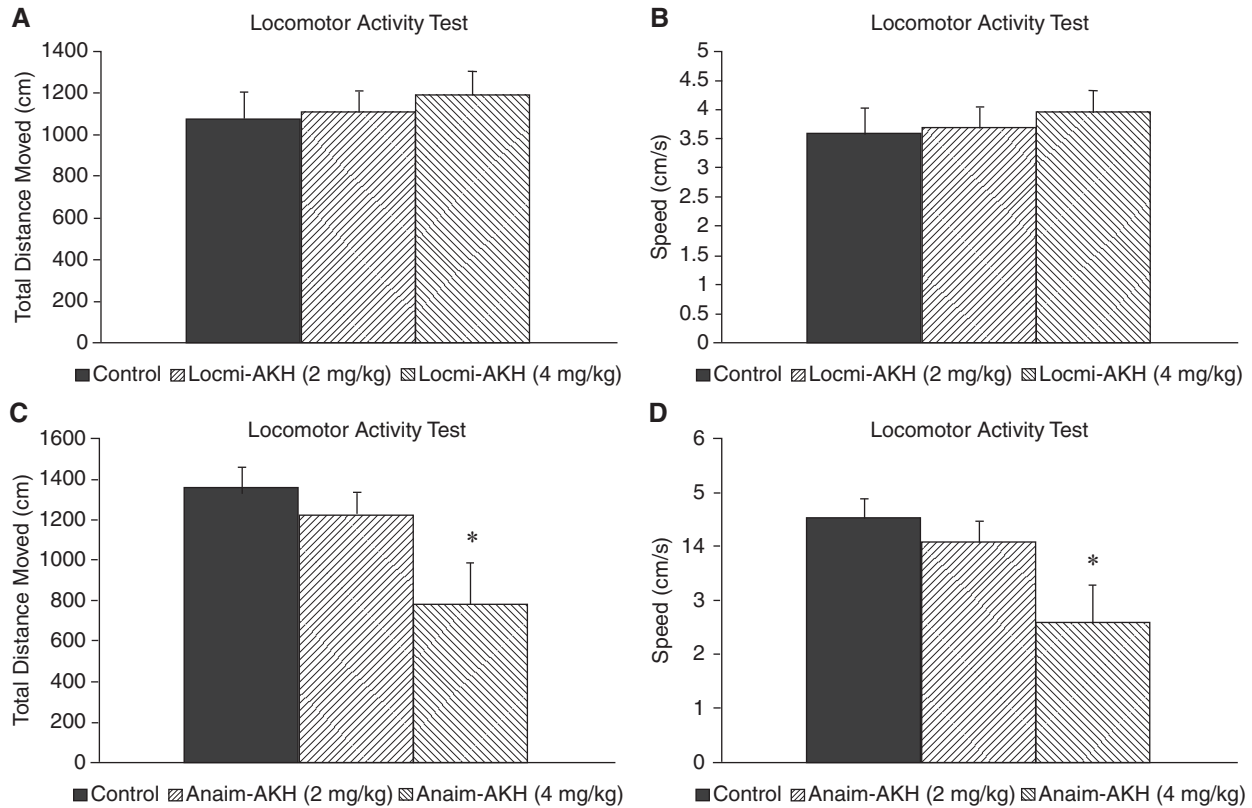 A
Locomotor Activity Test
Total Distance Moved (cm)
1400
1200
1000
800
600
400
200
0
Control Locmi-AKH (2 mg/kg) Locmi-AKH (4 mg/kg)
B
Locomotor Activity Test
Speed (cm/s)
5
4.5
4
3.5
3
2.5
2
1.5
1
0.5
0
Control Locmi-AKH (2 mg/kg) Locmi-AKH (4 mg/kg)
C
Locomotor Activity Test
Total Distance Moved (cm)
1600
1400
1200
1000
800
600
400
200
0
*
Control Anaim-AKH (2 mg/kg) Anaim-AKH (4 mg/kg)
D
Locomotor Activity Test
Speed (cm/s)
6
5
14
3
2
1
0
*
Control Anaim-AKH (2 mg/kg) Anaim-AKH (4 mg/kg)